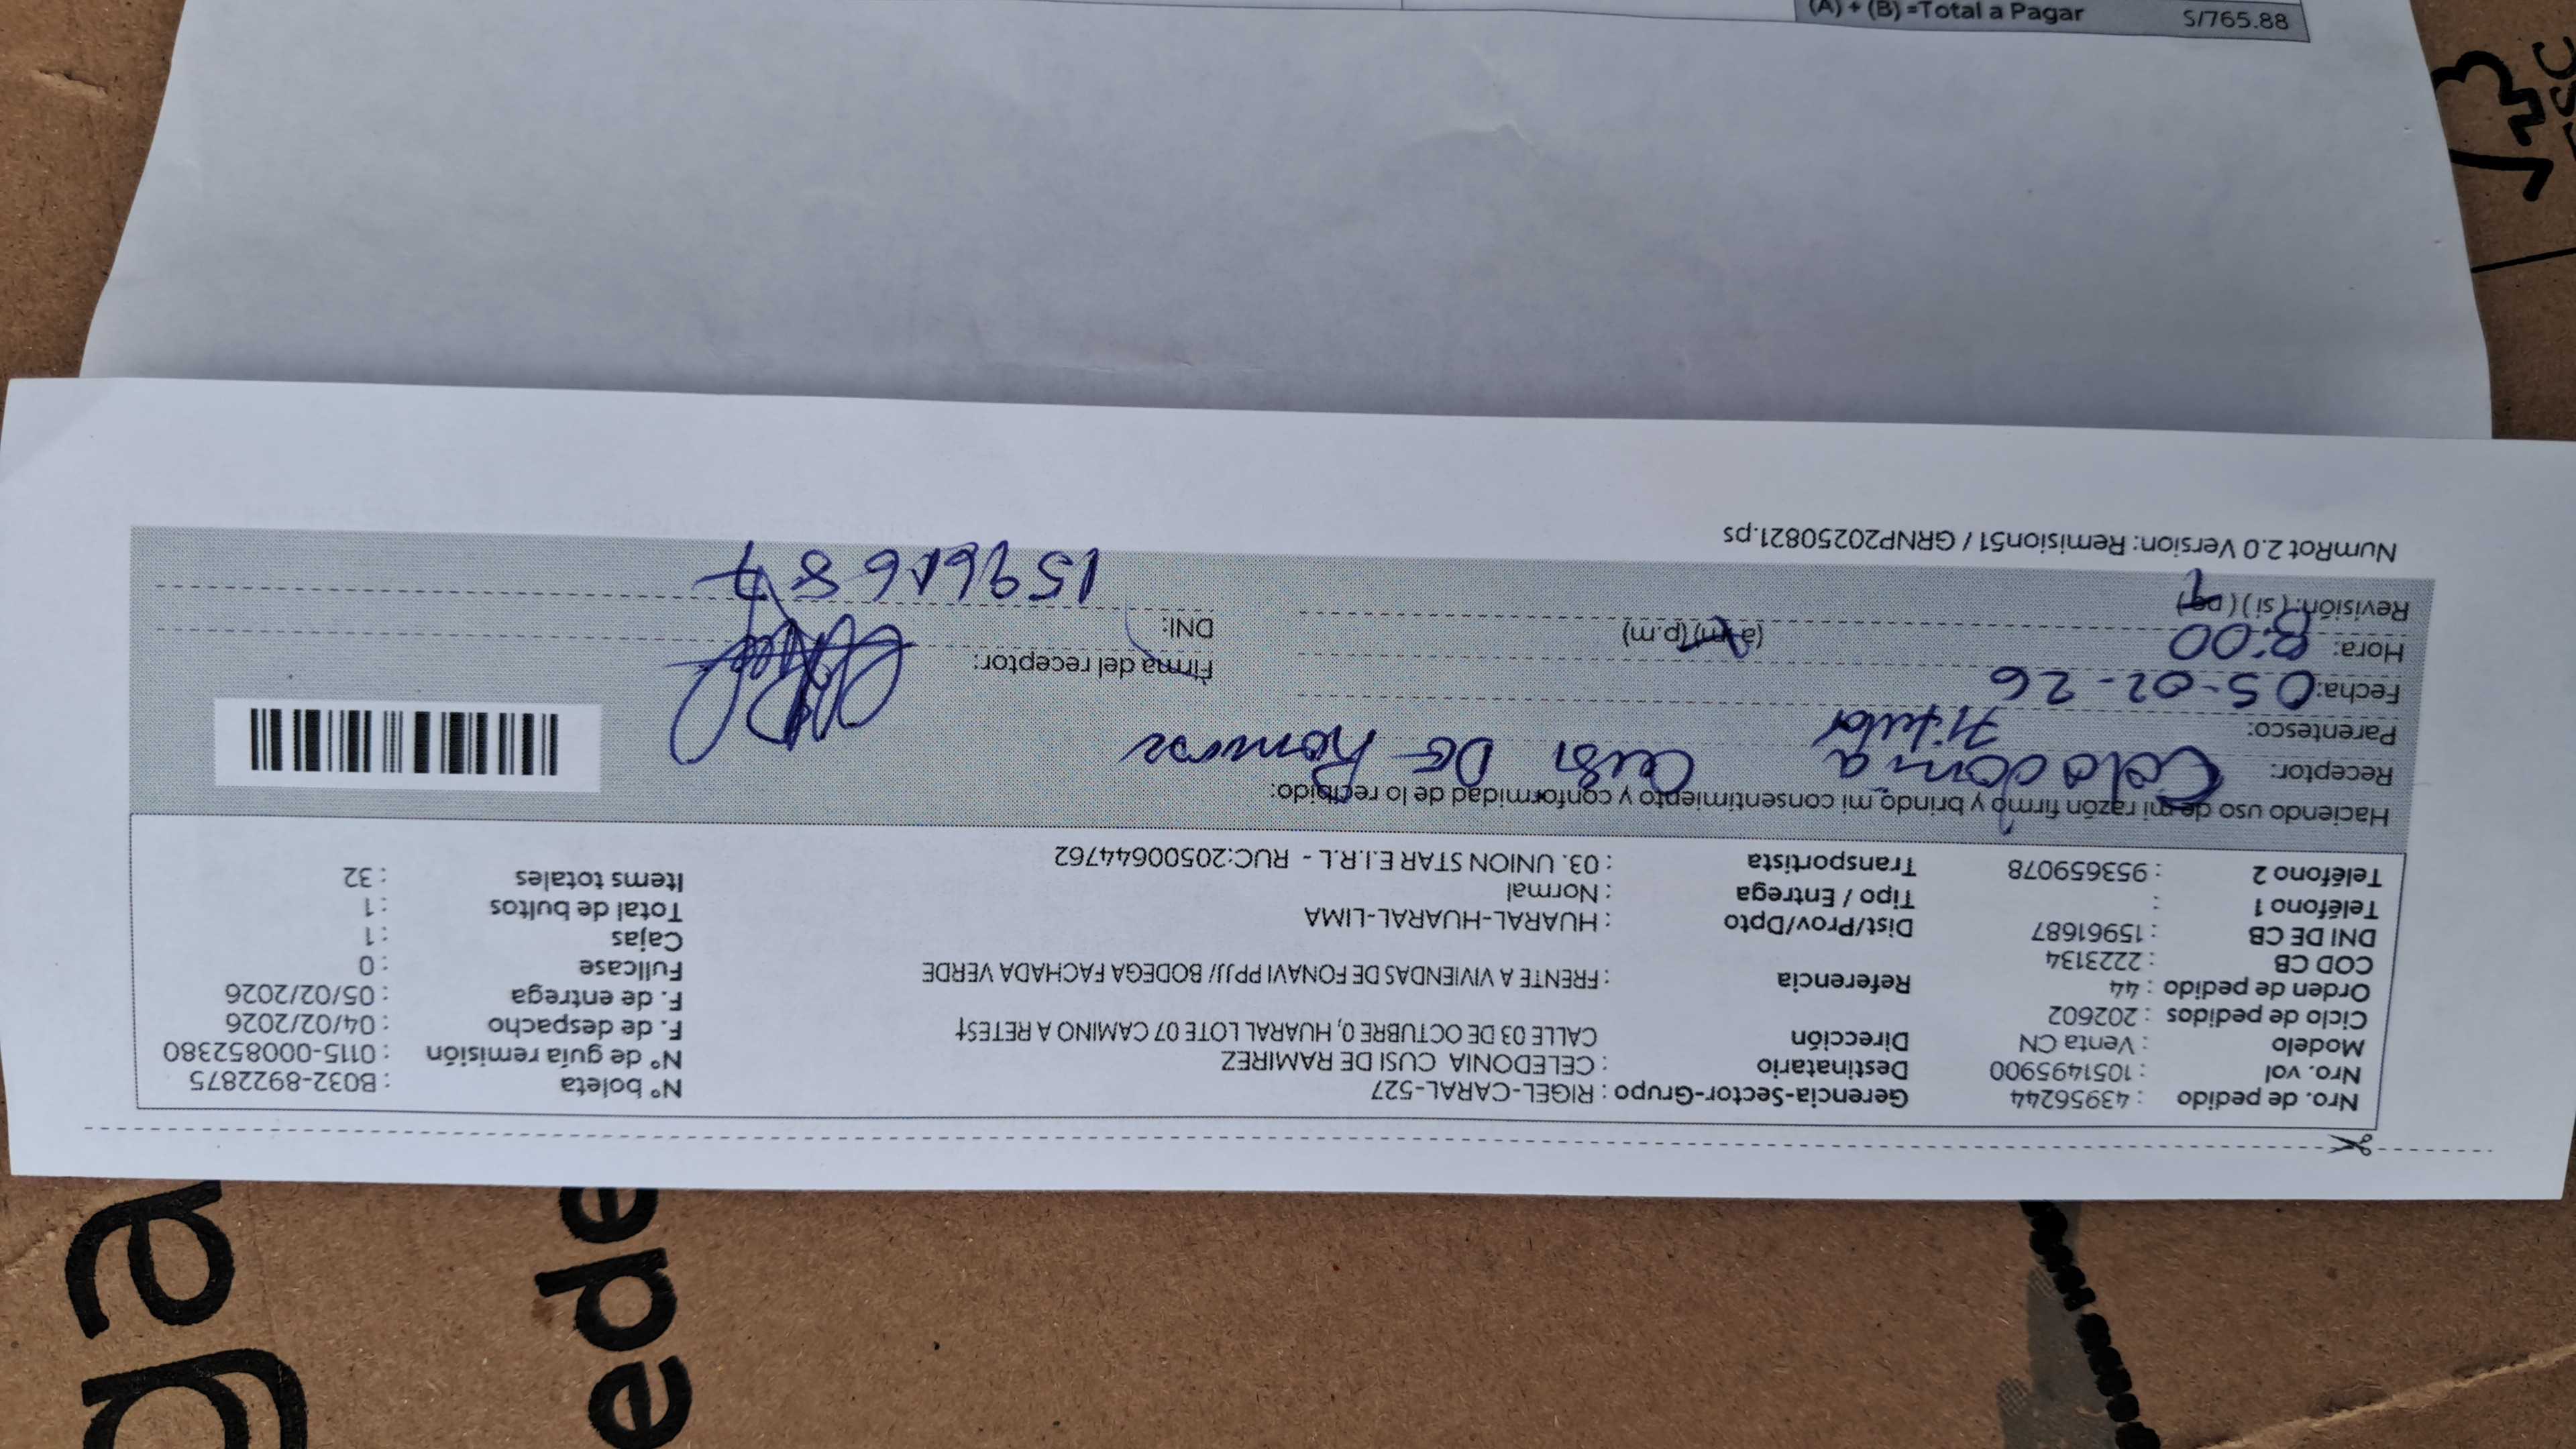 (A) + (B) =Total a Pagar S/765.88
Nro. de pedido : 43956244 Gerencia-Sector-Grupo : RIGEL-CARAL-527 N° boleta : B032-8922875
Nro. vol : 1051495900 Destinatario : CELEDONIA CUSI DE RAMIREZ N° de guía remisión : 0115-000852380
Modelo : Venta CN Dirección CALLE 03 DE OCTUBRE 0, HUARAL LOTE 07 CAMINO A RETES† F. de despacho : 04/02/2026
Ciclo de pedidos : 202602 F. de entrega : 05/02/2026
Orden de pedido : 44 Referencia : FRENTE A VIVIENDAS DE FONAVI PPJJ/ BODEGA FACHADA VERDE Fullcase : 0
COD CB : 2223134 Cajas : 1
DNI DE CB : 15961687 Dist/Prov/Dpto : HUARAL-HUARAL-LIMA Total de bultos : 1
Teléfono 1 : Tipo / Entrega : Normal Items totales : 32
Teléfono 2 : 953659078 Transportista : 03. UNION STAR E.I.R.L - RUC:20500644762
Haciendo uso de mi razón firmo y brindo mi consentimiento y conformidad de lo recibido:
Receptor: Celedonia Cusi De Ramirez
Parentesco: Titular
Fecha: 05-02-26 Firma del receptor:
Hora: :00 (a.m) (p.m) DNI: 15961687
Revisión: (si) (no)
NumRot 2.0 Version: Remision51 / GRNP20250821.ps
ga
ede